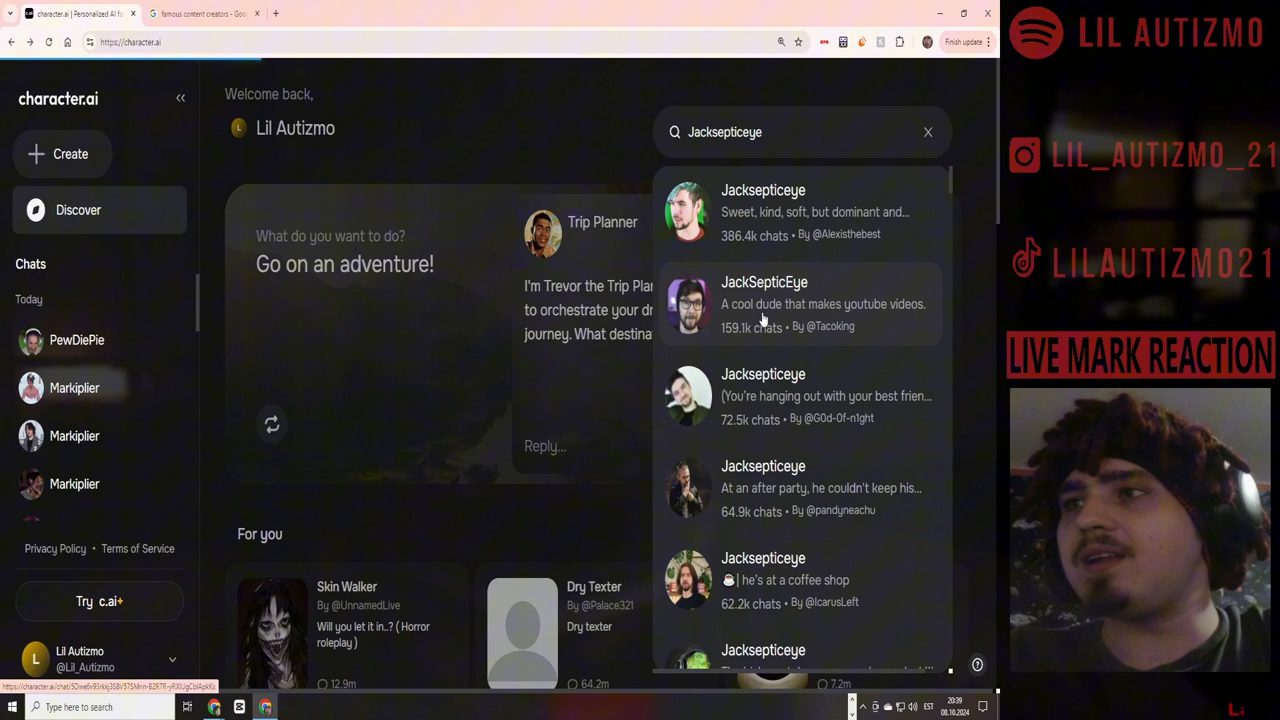 character.ai | Personalized AI fo
famous content creators - Goo
https://character.ai
Finish update
character.ai
Create
Discover
Chats
Today
PewDiePie
Markiplier
Markiplier
Markiplier
Privacy Policy • Terms of Service
Try c.ai+
L
Lil Autizmo
@Lil_Autizmo
Welcome back,
L
Lil Autizmo
What do you want to do?
Go on an adventure!
Trip Planner
I'm Trevor the Trip Plan
to orchestrate your dr
journey. What destina
Reply...
For you
Skin Walker
By @UnnamedLive
Will you let it in..? ( Horror
roleplay )
12.9m
Dry Texter
By @Palace321
Dry texter
64.2m
7.2m
Jacksepticeye
Jacksepticeye
Sweet, kind, soft, but dominant and...
386.4k chats • By @Alexisthebest
JackSepticEye
A cool dude that makes youtube videos.
159.1k chats • By @Tacoking
Jacksepticeye
(You're hanging out with your best frien...
72.5k chats • By @G0d-0f-n1ght
Jacksepticeye
At an after party, he couldn't keep his...
64.9k chats • By @pandyneachu
Jacksepticeye
☕| he's at a coffee shop
62.2k chats • By @IcarusLeft
Jacksepticeye
Type here to search
EST
20:39
08.10.2024
LIL AUTIZMO
LIL_AUTIZMO_21
LILAUTIZMO21
LIVE MARK REACTION
Li